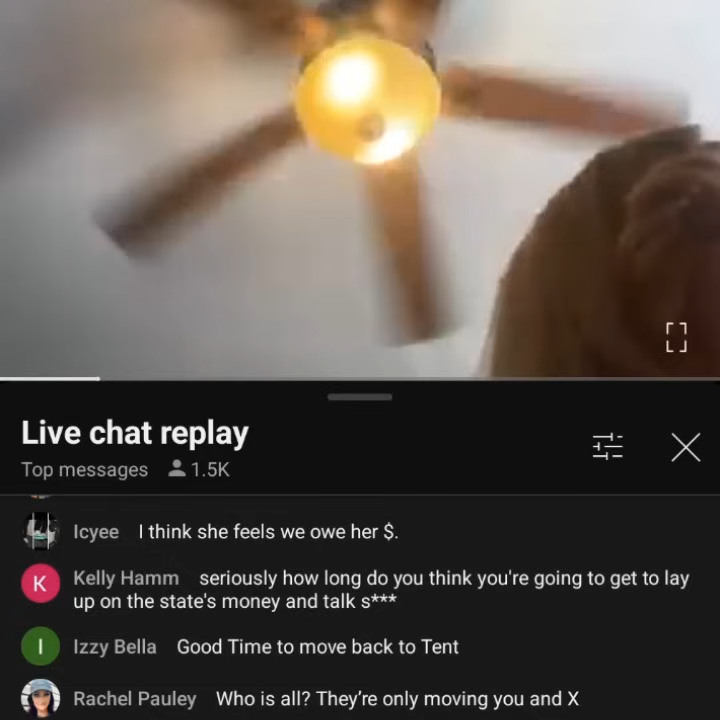 Live chat replay
Top messages 1.5K
Icyee I think she feels we owe her $.
K Kelly Hamm seriously how long do you think you're going to get to lay
up on the state's money and talk s***
I Izzy Bella Good Time to move back to Tent
Rachel Pauley Who is all? They’re only moving you and X